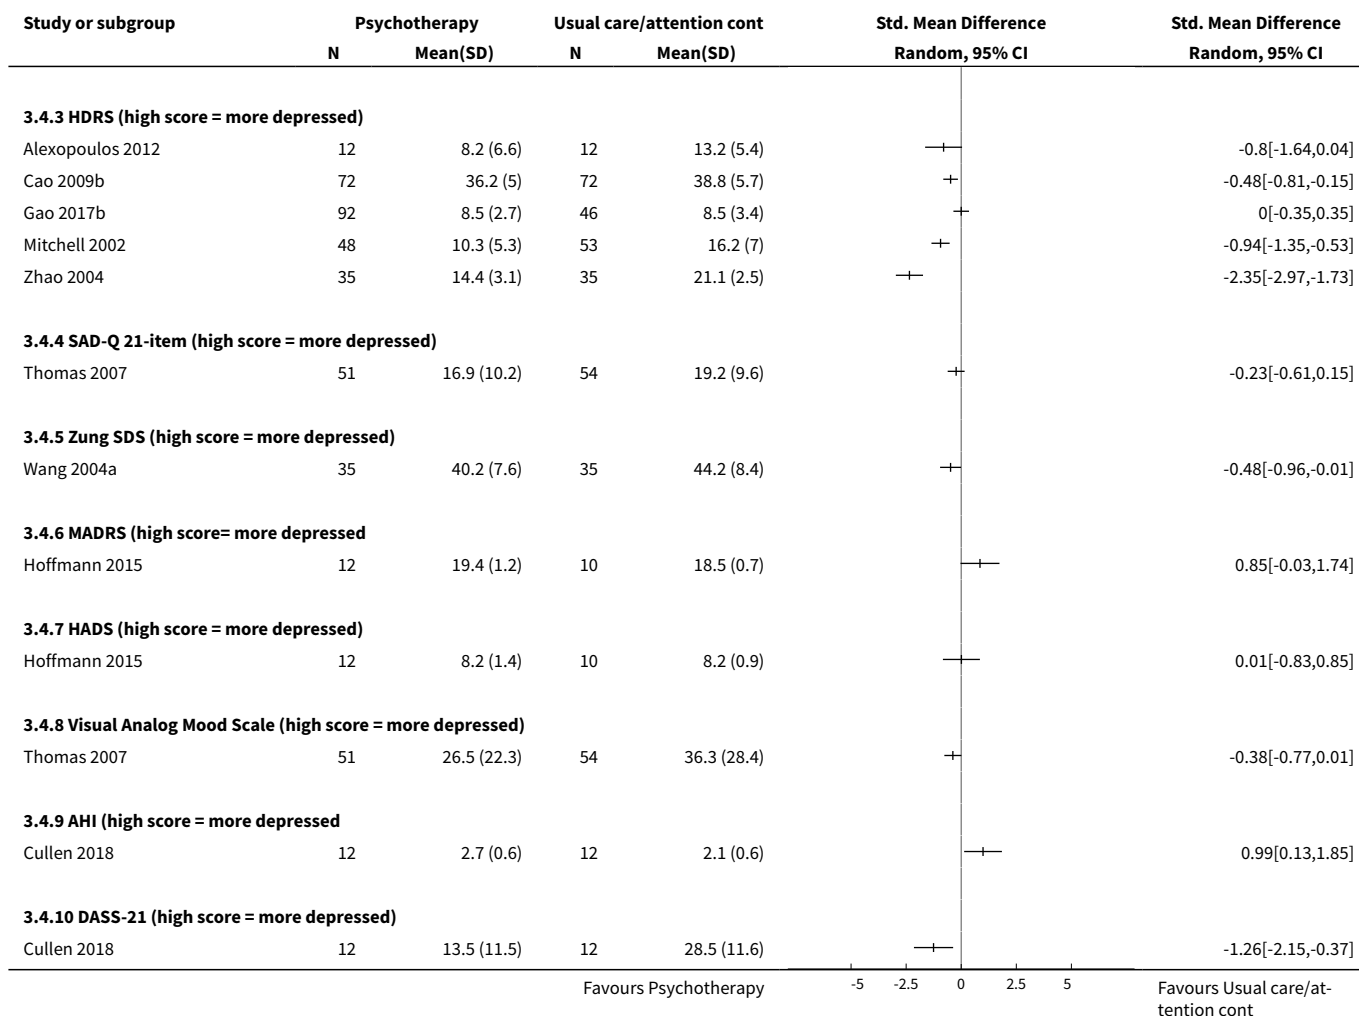 Study or subgroup Psychotherapy Usual care/attention cont Std. Mean Difference Std. Mean Difference
N Mean(SD) N Mean(SD) Random, 95% CI Random, 95% CI
3.4.3 HDRS (high score = more depressed)
Alexopoulos 2012 12 8.2 (6.6) 12 13.2 (5.4) -0.8[-1.64,0.04]
Cao 2009b 72 36.2 (5) 72 38.8 (5.7) -0.48[-0.81,-0.15]
Gao 2017b 92 8.5 (2.7) 46 8.5 (3.4) 0[-0.35,0.35]
Mitchell 2002 48 10.3 (5.3) 53 16.2 (7) -0.94[-1.35,-0.53]
Zhao 2004 35 14.4 (3.1) 35 21.1 (2.5) -2.35[-2.97,-1.73]
3.4.4 SAD-Q 21-item (high score = more depressed)
Thomas 2007 51 16.9 (10.2) 54 19.2 (9.6) -0.23[-0.61,0.15]
3.4.5 Zung SDS (high score = more depressed)
Wang 2004a 35 40.2 (7.6) 35 44.2 (8.4) -0.48[-0.96,-0.01]
3.4.6 MADRS (high score= more depressed
Hoffmann 2015 12 19.4 (1.2) 10 18.5 (0.7) 0.85[-0.03,1.74]
3.4.7 HADS (high score = more depressed)
Hoffmann 2015 12 8.2 (1.4) 10 8.2 (0.9) 0.01[-0.83,0.85]
3.4.8 Visual Analog Mood Scale (high score = more depressed)
Thomas 2007 51 26.5 (22.3) 54 36.3 (28.4) -0.38[-0.77,0.01]
3.4.9 AHI (high score = more depressed
Cullen 2018 12 2.7 (0.6) 12 2.1 (0.6) 0.99[0.13,1.85]
3.4.10 DASS-21 (high score = more depressed)
Cullen 2018 12 13.5 (11.5) 12 28.5 (11.6) -1.26[-2.15,-0.37]
Favours Psychotherapy -5 -2.5 0 2.5 5 Favours Usual care/at-
tention cont